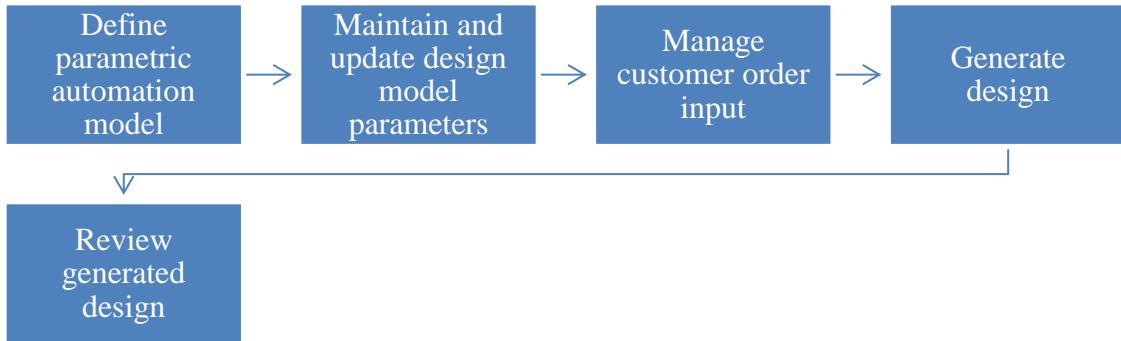 Define
parametric
automation
model
Maintain and
update design
model
parameters
Manage
customer order
input
Generate
design
Review
generated
design